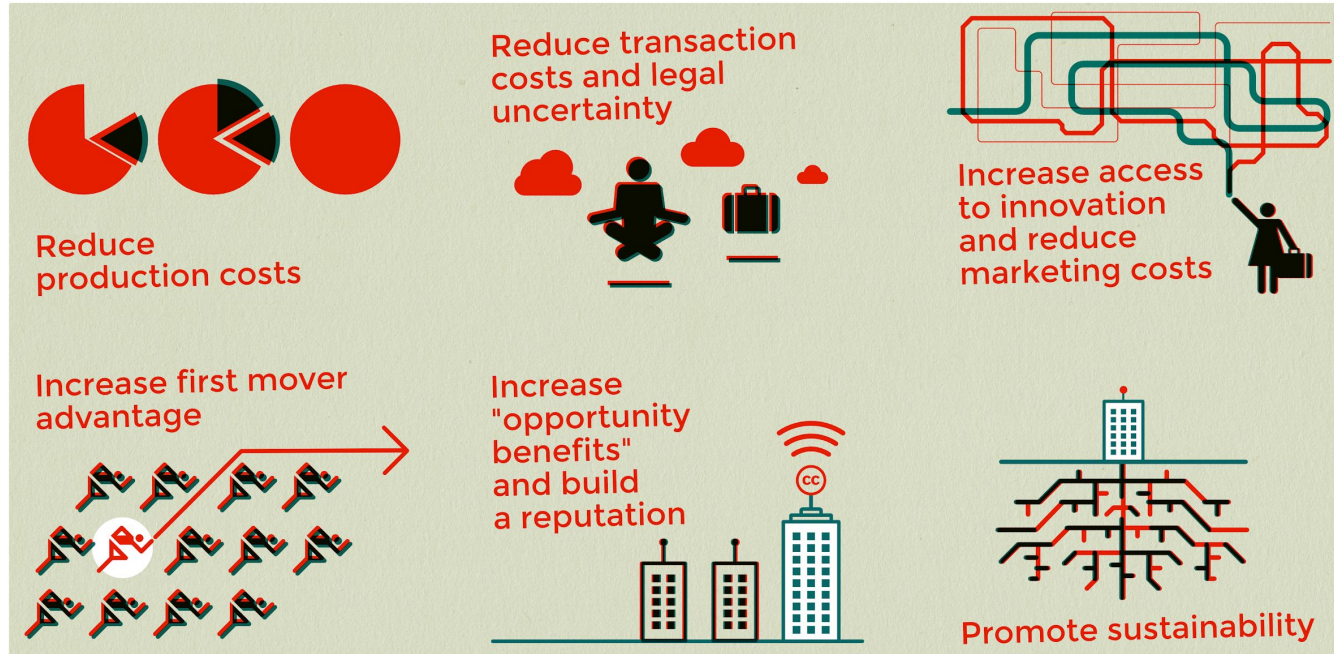 Reduce
production costs
Reduce transaction
costs and legal
uncertainty
Increase access
to innovation
and reduce
marketing costs
Increase first mover
advantage
Increase
"opportunity
benefits"
and build
a reputation
cc
Promote sustainability